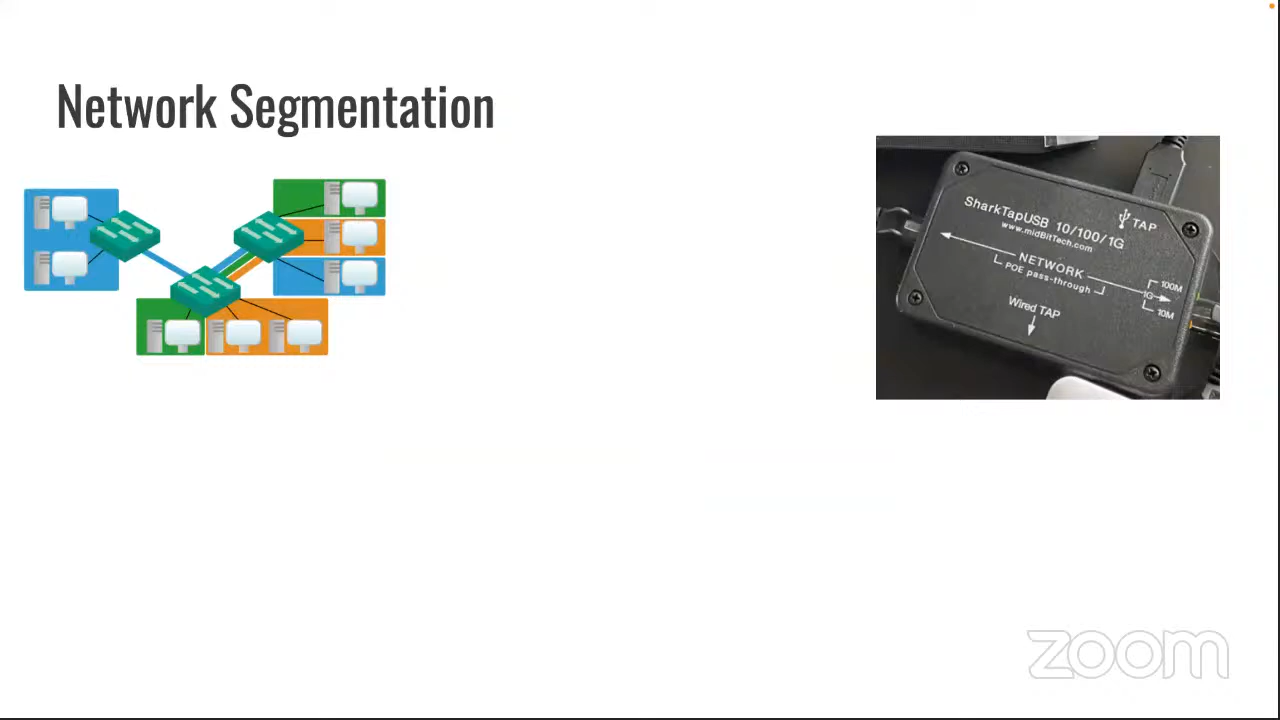 Network Segmentation
SharkTapUSB 10/100/1G
www.midBitTech.com
TAP
NETWORK
POE pass-through
100M
1G
10M
Wired TAP
zoom